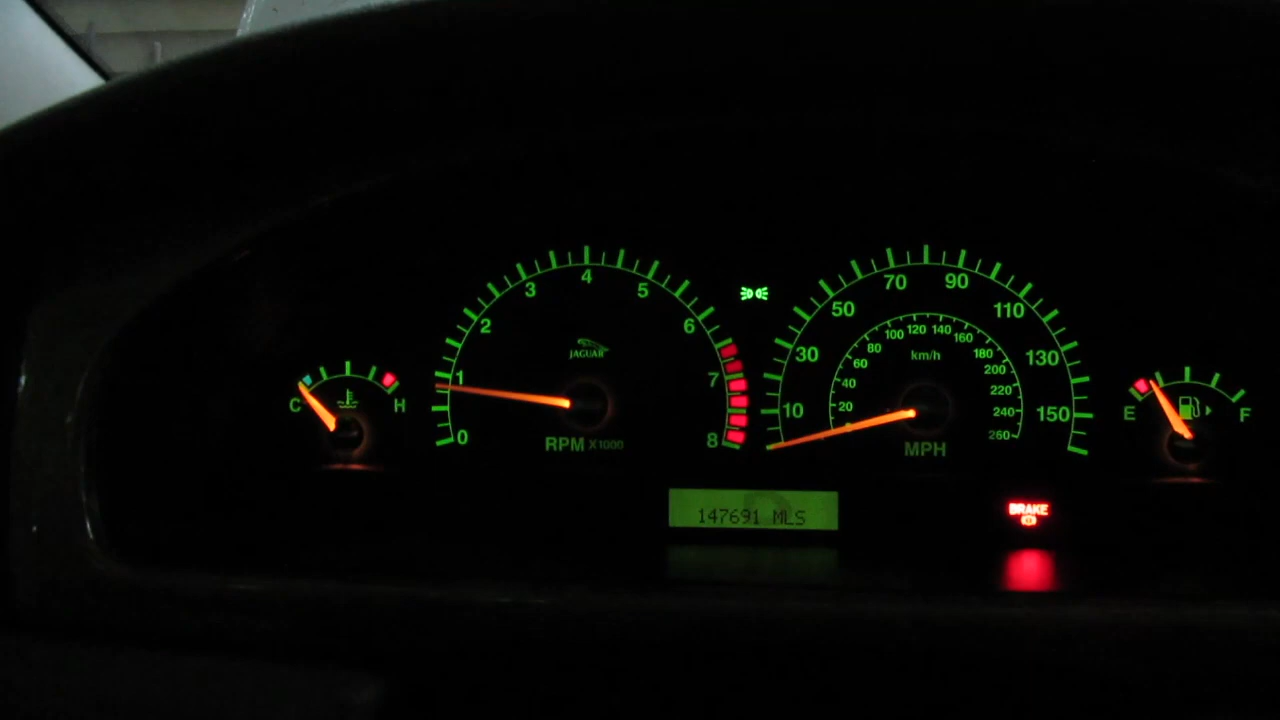 C H
0 1 2 3 4 5 6 7 8
JAGUAR
RPM X1000
10 30 50 70 90 110 130 150
20 40 60 80 100 120 140 160 180 200 220 240 260
km/h
MPH
E F
147691 MLS
BRAKE